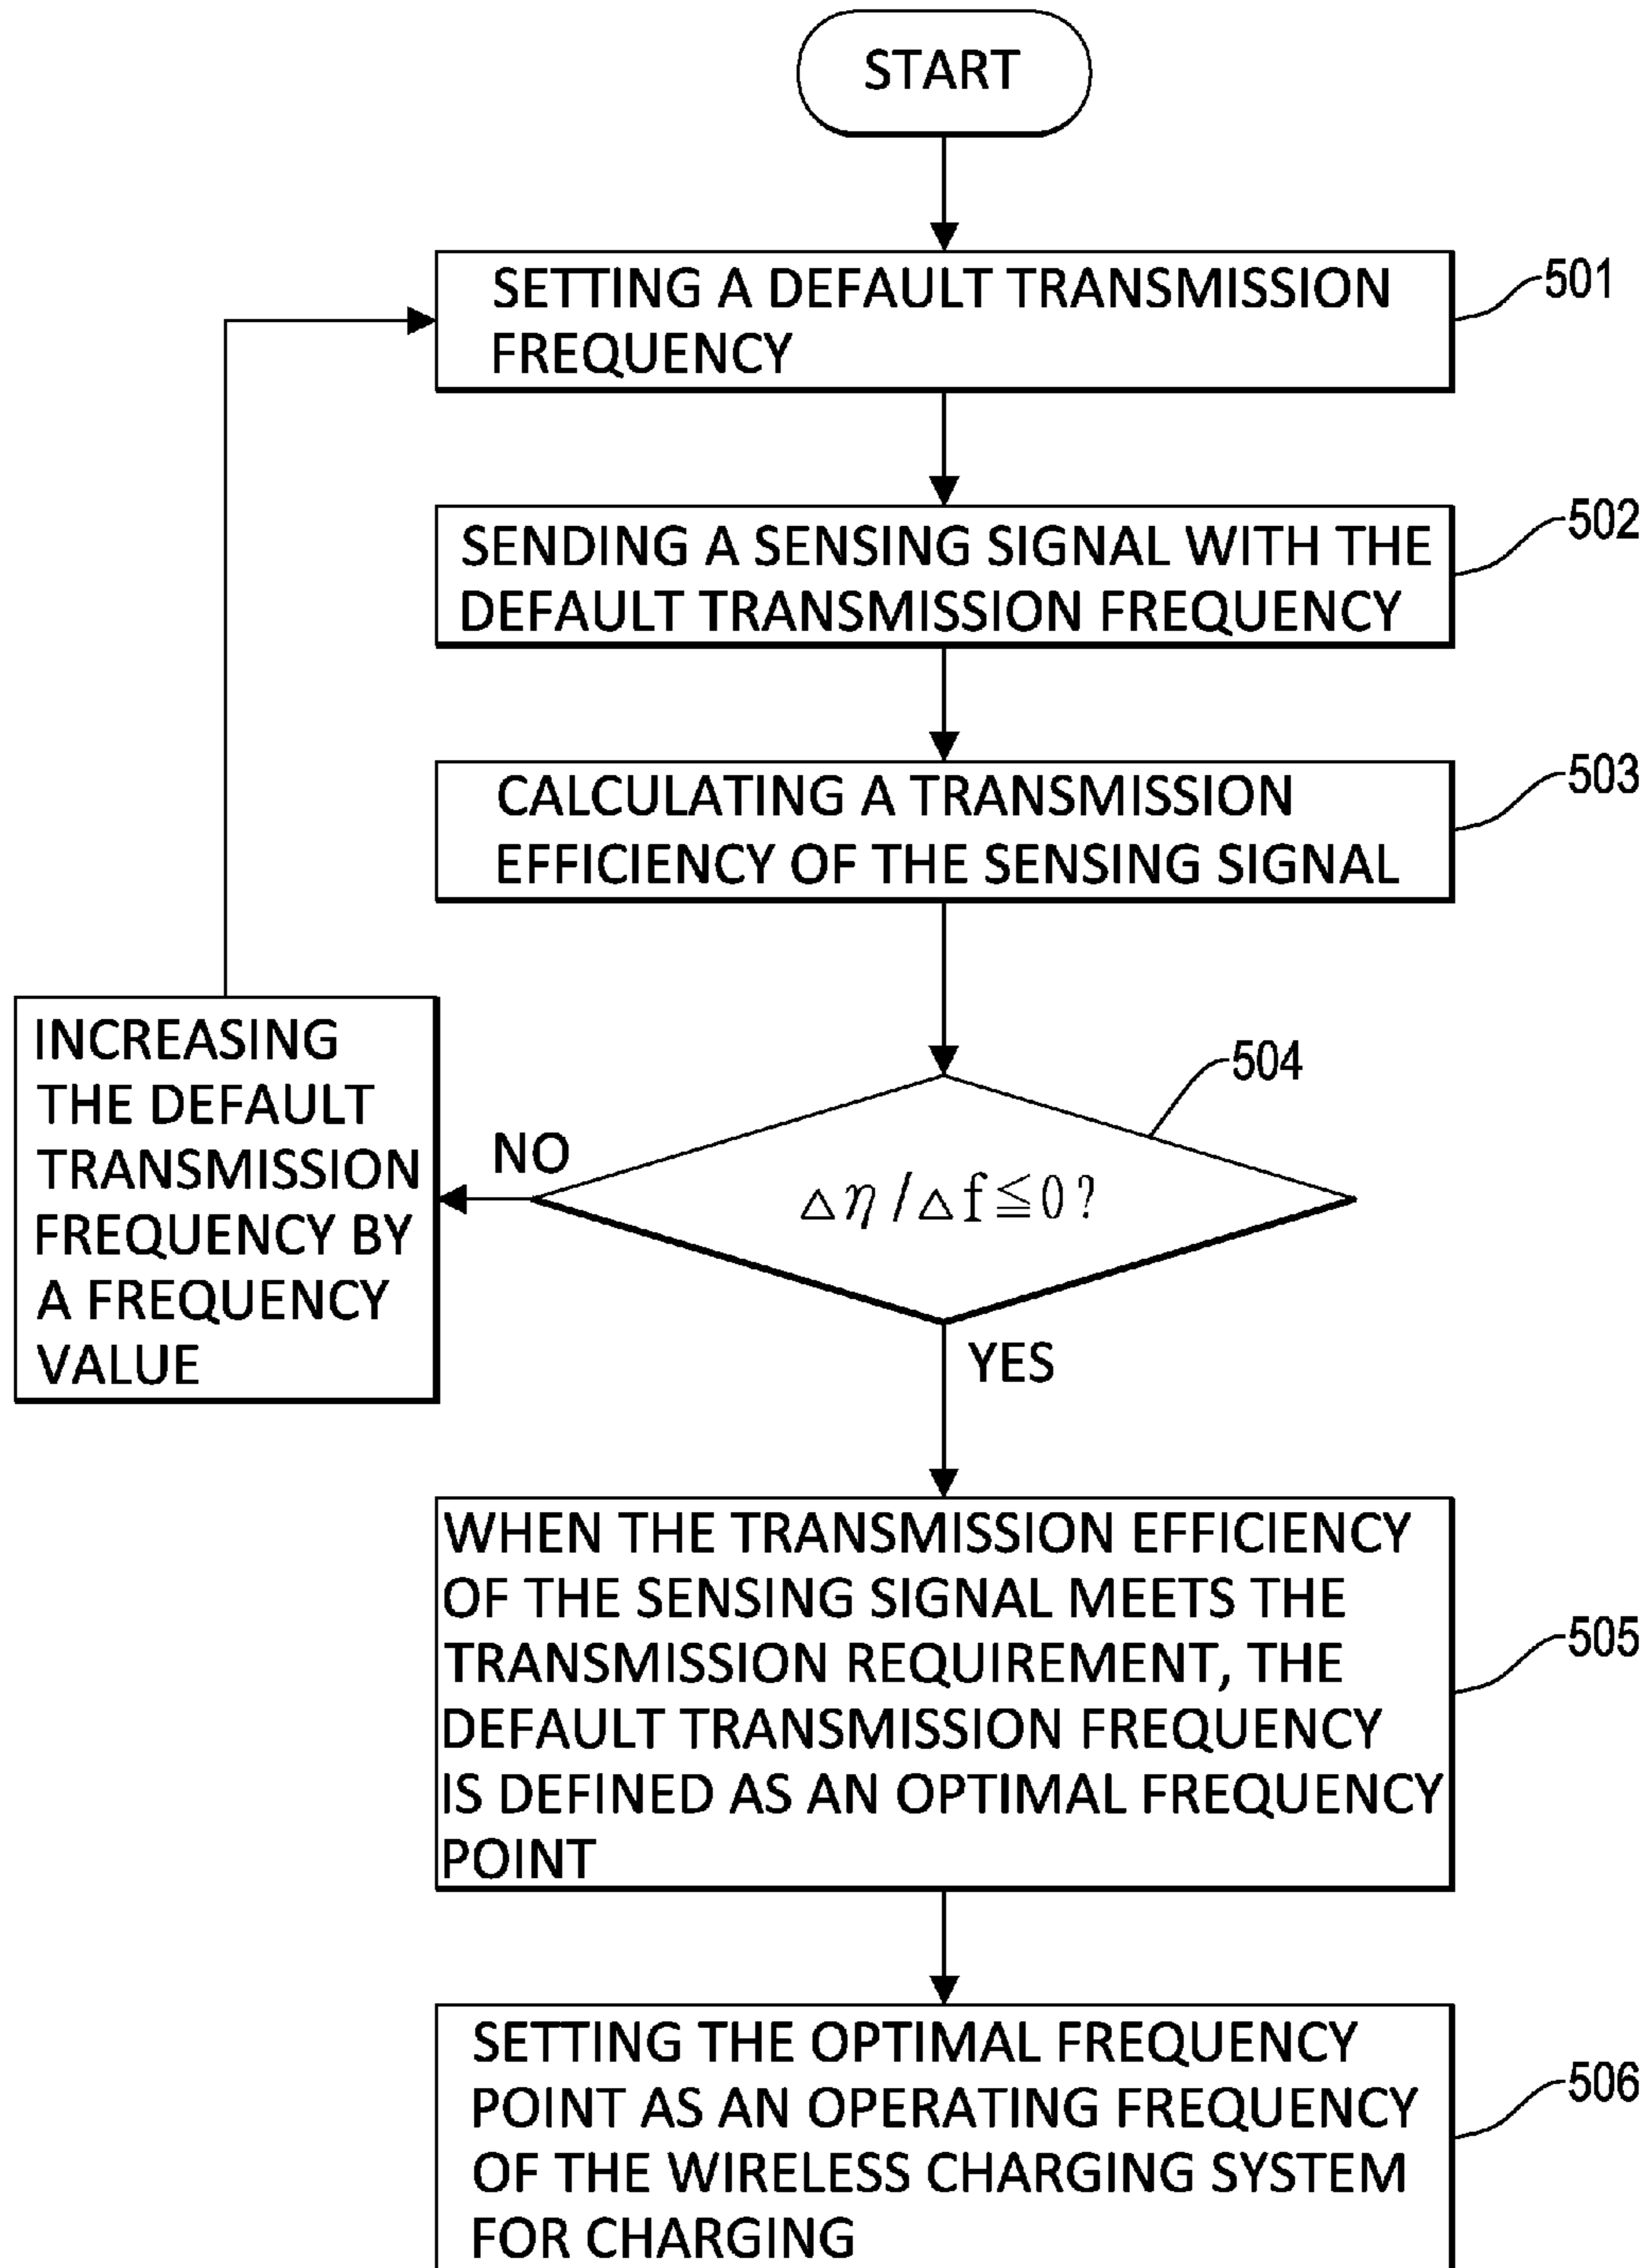 START
SETTING A DEFAULT TRANSMISSION
FREQUENCY
501
SENDING A SENSING SIGNAL WITH THE
DEFAULT TRANSMISSION FREQUENCY
502
CALCULATING A TRANSMISSION
EFFICIENCY OF THE SENSING SIGNAL
503
INCREASING
THE DEFAULT
TRANSMISSION
FREQUENCY BY
A FREQUENCY
VALUE
NO
△η/△f≦0?
504
YES
WHEN THE TRANSMISSION EFFICIENCY
OF THE SENSING SIGNAL MEETS THE
TRANSMISSION REQUIREMENT, THE
DEFAULT TRANSMISSION FREQUENCY
IS DEFINED AS AN OPTIMAL FREQUENCY
POINT
505
SETTING THE OPTIMAL FREQUENCY
POINT AS AN OPERATING FREQUENCY
OF THE WIRELESS CHARGING SYSTEM
FOR CHARGING
506